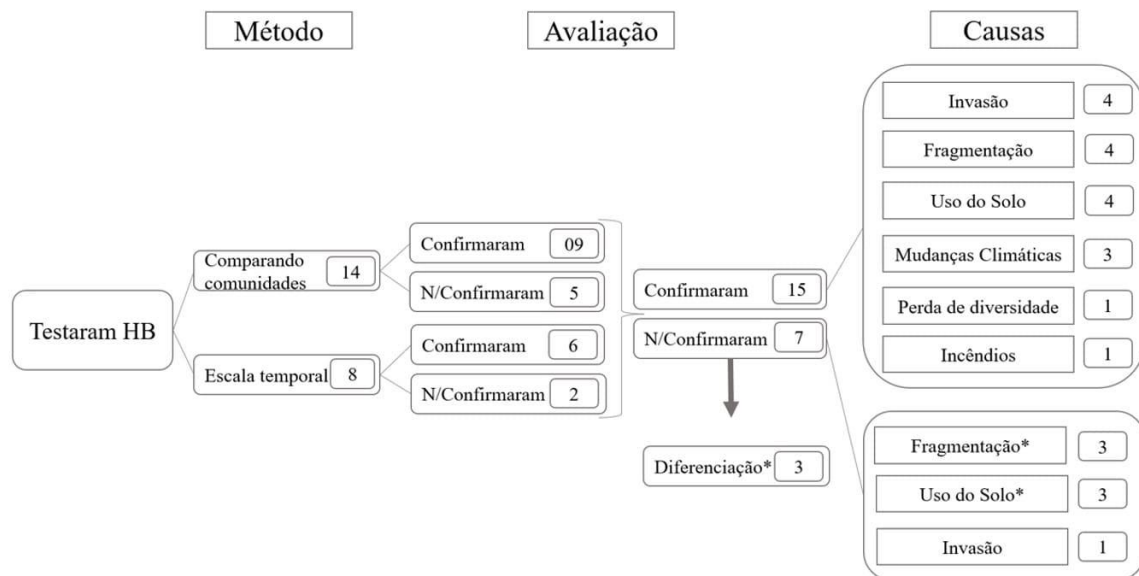 Método
Avaliação
Causas
Testaram HB
Comparando
comunidades 14
Escala temporal 8
Confirmaram 09
N/Confirmaram 5
Confirmaram 6
N/Confirmaram 2
Confirmaram 15
N/Confirmaram 7
Diferenciação* 3
Invasão 4
Fragmentação 4
Uso do Solo 4
Mudanças Climáticas 3
Perda de diversidade 1
Incêndios 1
Fragmentação* 3
Uso do Solo* 3
Invasão 1